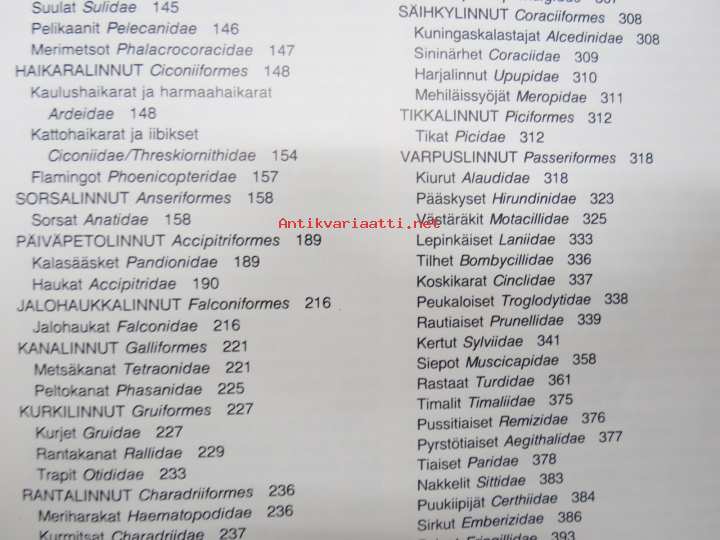 Suulat Sulidae 145
Pelikaanit Pelecanidae 146
Merimetsot Phalacrocoracidae 147
HAIKARALINNUT Ciconiiformes 148
Kaulushaikarat ja harmaahaikarat
Ardeidae 148
Kattohaikarat ja iibikset
Ciconiidae/Threskiornithidae 154
Flamingot Phoenicopteridae 157
SORSALINNUT Anseriformes 158
Sorsat Anatidae 158
PÄIVÄPETOLINNUT Accipitriformes 189
Kalasääsket Pandionidae 189
Haukat Accipitridae 190
JALOHAUKKALINNUT Falconiformes 216
Jalohaukat Falconidae 216
KANALINNUT Galliformes 221
Metsäkanat Tetraonidae 221
Peltokanat Phasanidae 225
KURKILINNUT Gruiformes 227
Kurjet Gruidae 227
Rantakanat Rallidae 229
Trapit Otididae 233
RANTALINNUT Charadriiformes 236
Meriharakat Haematopodidae 236
Kurmitsat Charadriidae 237
SÄIHKYLINNUT Coraciiformes 308
Kuningaskalastajat Alcedinidae 308
Sininärhet Coraciidae 309
Harjalinnut Upupidae 310
Mehiläissyöjät Meropidae 311
TIKKALINNUT Piciformes 312
Tikat Picidae 312
VARPUSLINNUT Passeriformes 318
Kiurut Alaudidae 318
Pääskyset Hirundinidae 323
Västäräkit Motacillidae 325
Lepinkäiset Laniidae 333
Tilhet Bombycillidae 336
Koskikarat Cinclidae 337
Peukaloiset Troglodytidae 338
Rautiaiset Prunellidae 339
Kertut Sylviidae 341
Siepot Muscicapidae 358
Rastaat Turdidae 361
Timalit Timaliidae 375
Pussitiaiset Remizidae 376
Pyrstötiaiset Aegithalidae 377
Tiaiset Paridae 378
Nakkelit Sittidae 383
Puukiipijät Certhiidae 384
Sirkut Emberizidae 386
393
Antikvariaatti.net